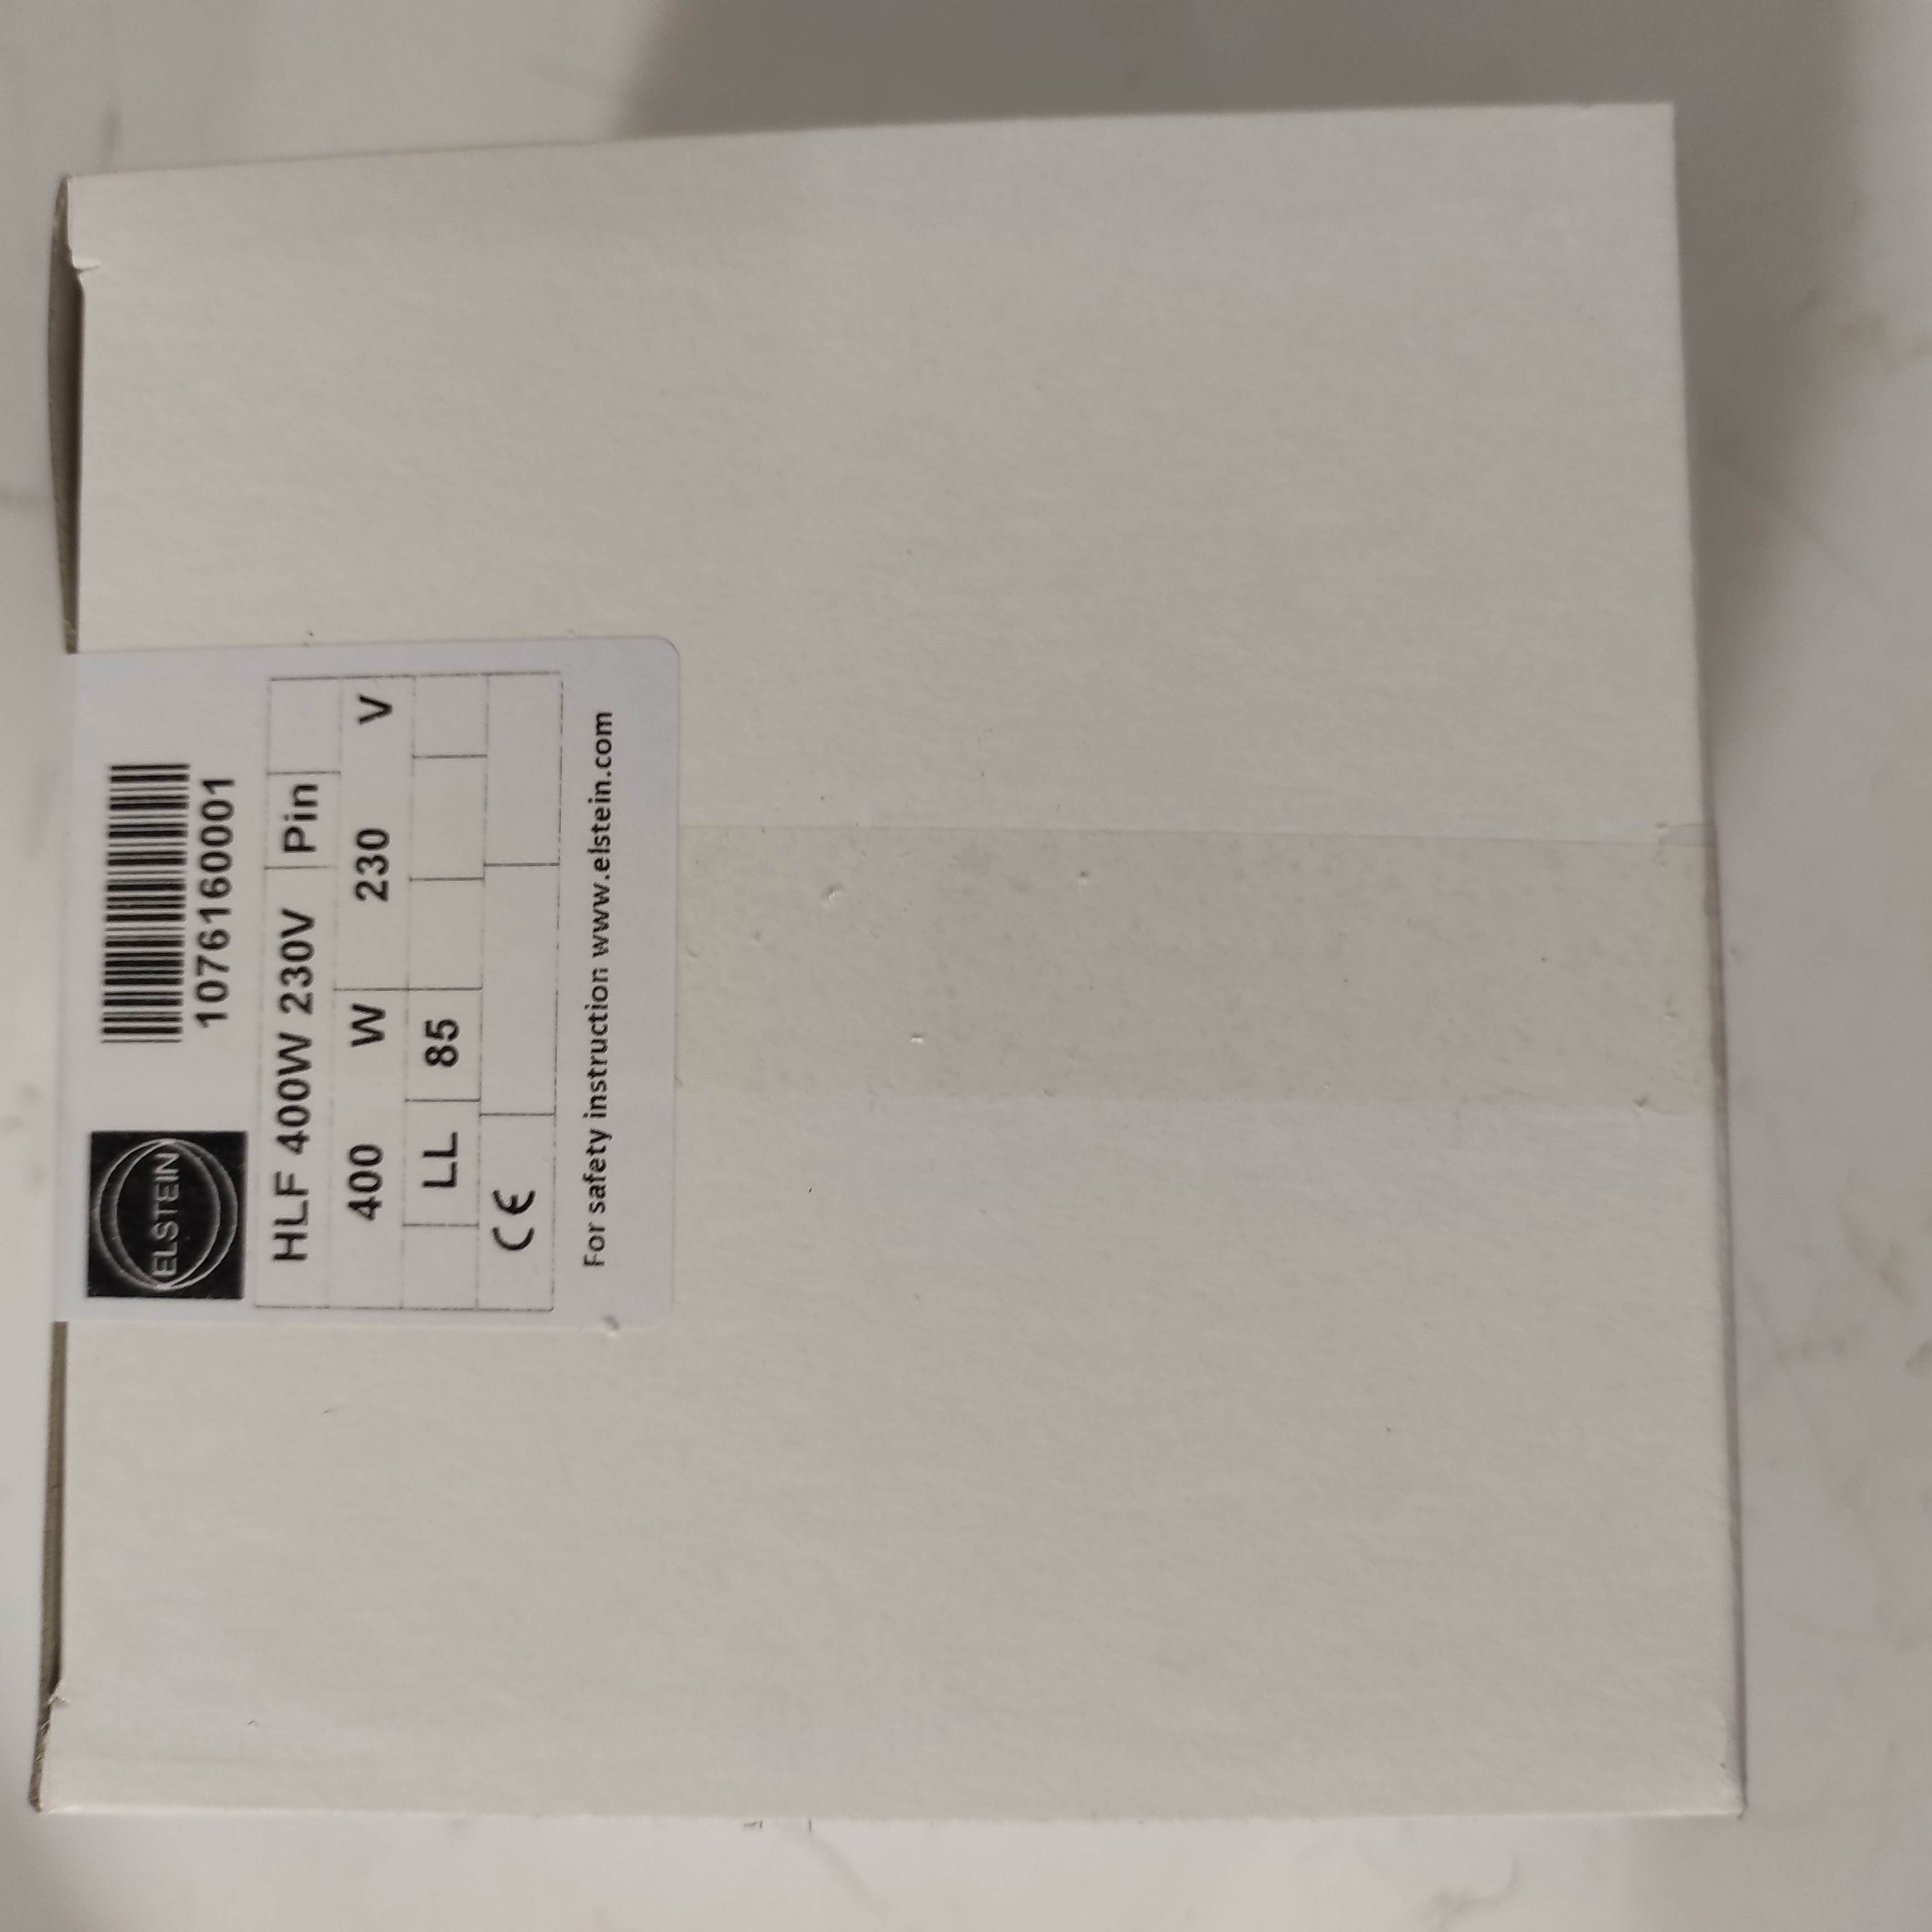 ELSTEIN
1076160001
HLF 400W 230V Pin
400 W 230 V
LL 85
CE
For safety instruction www.elstein.com